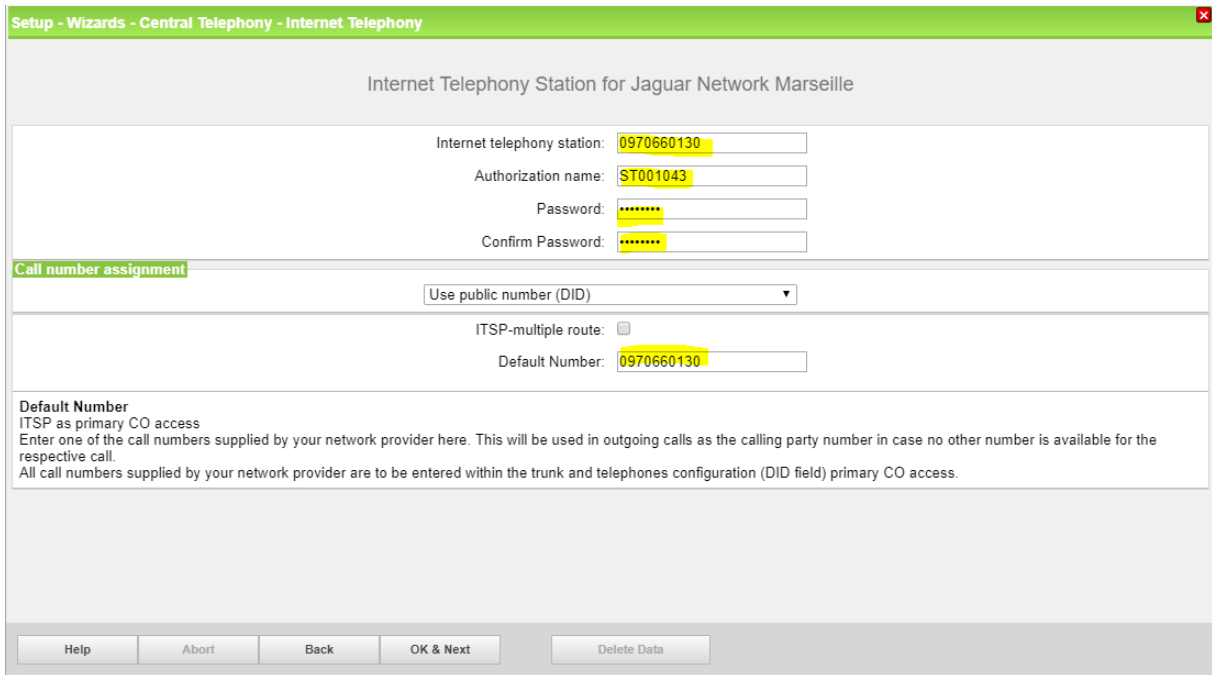 Setup - Wizards - Central Telephony - Internet Telephony
Internet Telephony Station for Jaguar Network Marseille
Internet telephony station: 0970660130
Authorization name: ST001043
Password: ••••••••
Confirm Password: ••••••••
Call number assignment
Use public number (DID)
ITSP-multiple route:
Default Number: 0970660130
Default Number
ITSP as primary CO access
Enter one of the call numbers supplied by your network provider here. This will be used in outgoing calls as the calling party number in case no other number is available for the
respective call.
All call numbers supplied by your network provider are to be entered within the trunk and telephones configuration (DID field) primary CO access.
Help Abort Back OK & Next Delete Data